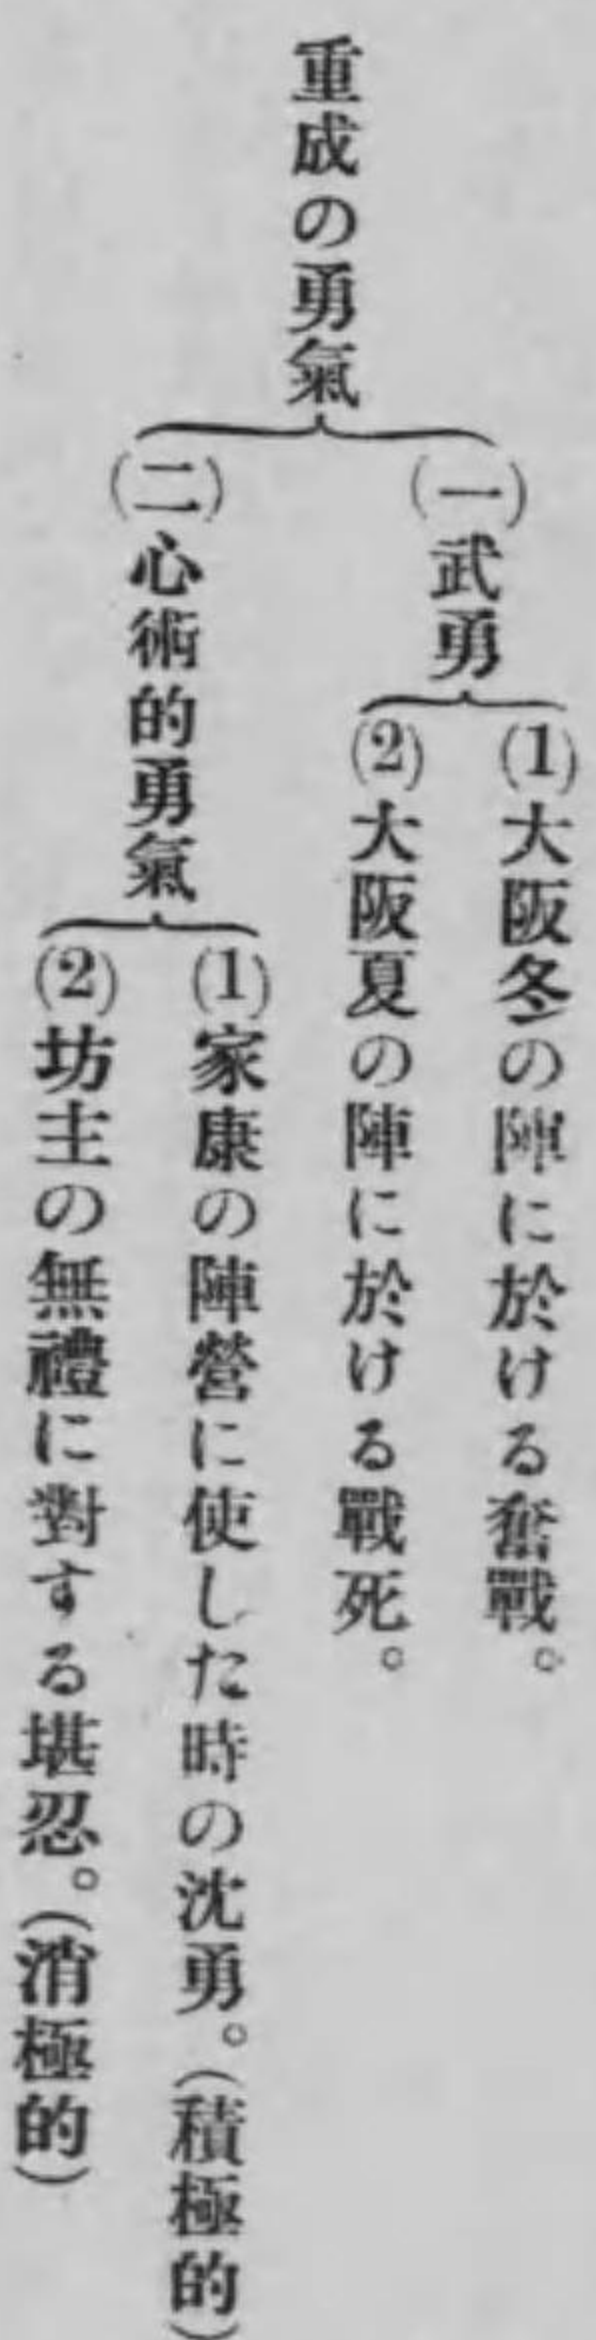 重成の勇氣
(一)武勇
(1)大阪冬の陣に於ける奮戰。
(2)大阪夏の陣に於ける戰死。
(二)心術的勇氣
(1)家康の陣營に使した時の沈勇。(積極的)
(2)坊主の無禮に對する堪忍。(消極的)